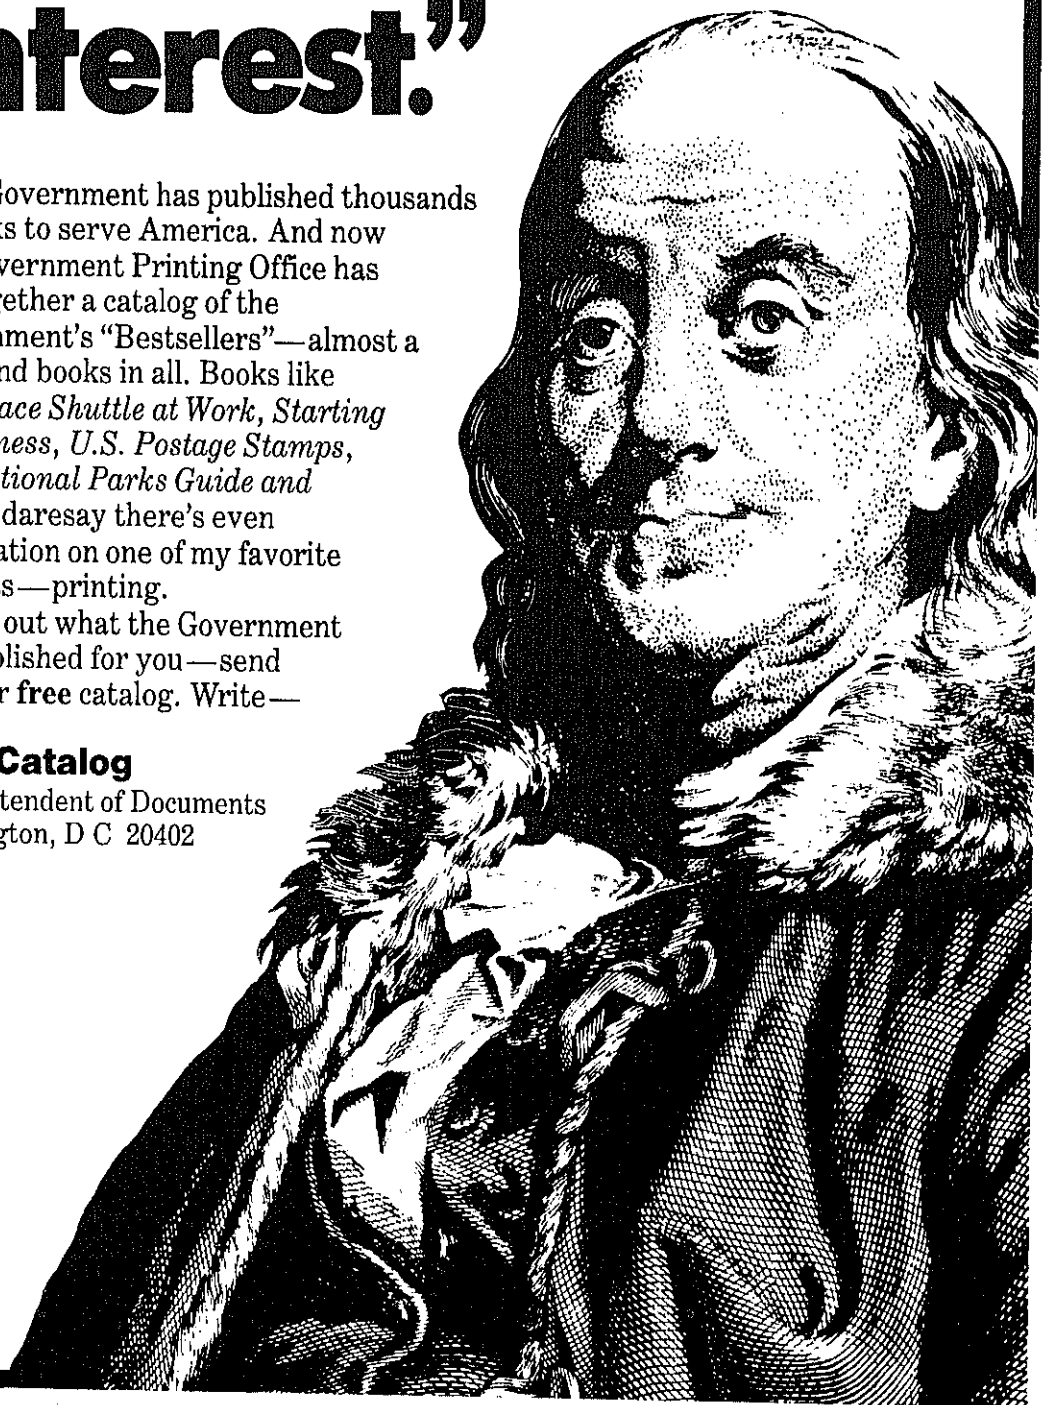 nterest.”
Government has published thousands
ks to serve America. And now
vernment Printing Office has
gether a catalog of the
nment's “Bestsellers”—almost a
nd books in all. Books like
ace Shuttle at Work, Starting
ness, U.S. Postage Stamps,
tional Parks Guide and
daresay there's even
ation on one of my favorite
s—printing.
out what the Government
blished for you—send
r free catalog. Write—
Catalog
tendent of Documents
gton, D C 20402